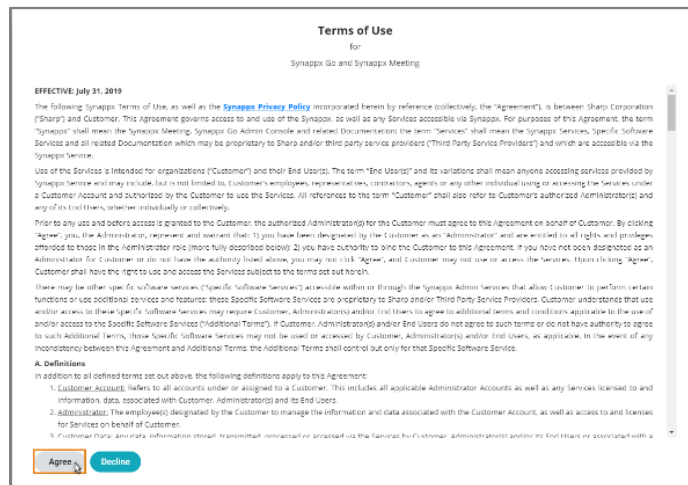 Terms of Use
for
Synappx Go and Synappx Meeting
EFFECTIVE: July 31, 2019
The following Synappx Terms of Use, as well as the Synappx Privacy Policy incorporated herein by reference (collectively, the "Agreement"), is between Sharp Corporation
("Sharp") and Customer. This Agreement governs access to and use of the Synappx, as well as any Services accessible via Synappx. For purposes of this Agreement, the term
"Synappx" shall mean the Synappx Meeting, Synappx Go Admin Console and related Documentation; the term "Services" shall mean the Synappx Services, Specific Software
Services and all related Documentation which may be proprietary to Sharp and/or third party service providers ("Third Party Service Providers") and which are accessible via the
Synappx Service.
Use of the Services is intended for organizations ("Customer") and their End User(s). The term "End User(s)" and its variations shall mean anyone accessing services provided by
Synappx Service and may include, but is not limited to, Customer's employees, representatives, contractors, agents or any other individual using or accessing the Services under
a Customer Account and authorized by the Customer to use the Services. All references to the term "Customer" shall also refer to Customer's authorized Administrator(s) and
any of its End Users, whether individually or collectively.
Prior to any use and before access is granted to the Customer, the authorized Administrator(s) for the Customer must agree to this Agreement on behalf of Customer. By clicking
"Agree", you, the Administrator, represent and warrant that: 1) you have been designated by the Customer as an "Administrator" and are entitled to all rights and privileges
afforded to those in the Administrator role (more fully described below); 2) you have authority to bind the Customer to this Agreement. If you have not been designated as an
Administrator for Customer or do not have the authority listed above, you may not click "Agree", and Customer may not use or access the Services. Upon clicking "Agree",
Customer shall have the right to use and access the Services subject to the terms set out herein.
There may be other specific software services ("Specific Software Services") accessible within or through the Synappx Admin Services that allow Customer to perform certain
functions or use additional services and features; these Specific Software Services are proprietary to Sharp and/or Third Party Service Providers. Customer understands that use
and/or access to these Specific Software Services may require Customer, Administrator(s) and/or End Users to agree to additional terms and conditions applicable to the use of
and/or access to the Specific Software Services ("Additional Terms"). If Customer, Administrator(s) and/or End Users do not agree to such terms or do not have authority to agree
to such Additional Terms, those Specific Software Services may not be used or accessed by Customer, Administrator(s) and/or End Users, as applicable. In the event of any
inconsistency between this Agreement and Additional Terms, the Additional Terms shall control but only for that Specific Software Service.
A. Definitions
In addition to all defined terms set out above, the following definitions apply to this Agreement:
1. Customer Account: Refers to all accounts under or assigned to a Customer. This includes all applicable Administrator Accounts as well as any Services licensed to and
information, data, associated with Customer, Administrator(s) and its End Users.
2. Administrator: The employee(s) designated by the Customer to manage the information and data associated with the Customer Account, as well as access to and licenses
for Services on behalf of Customer.
3. Customer Data: Any data, information stored, transmitted, processed or accessed via the Services by Customer, Administrator(s) and/or its End Users or associated with a
Agree
Decline